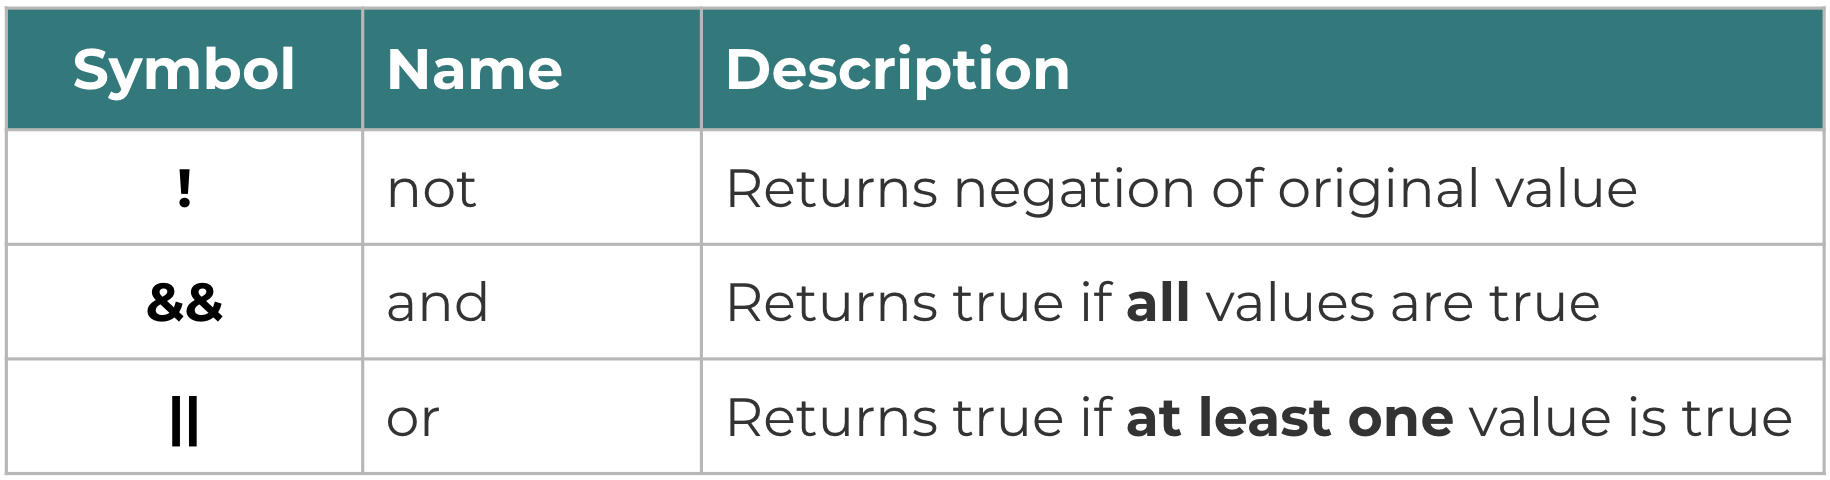 Symbol Name Description
! not Returns negation of original value
&& and Returns true if all values are true
|| or Returns true if at least one value is true